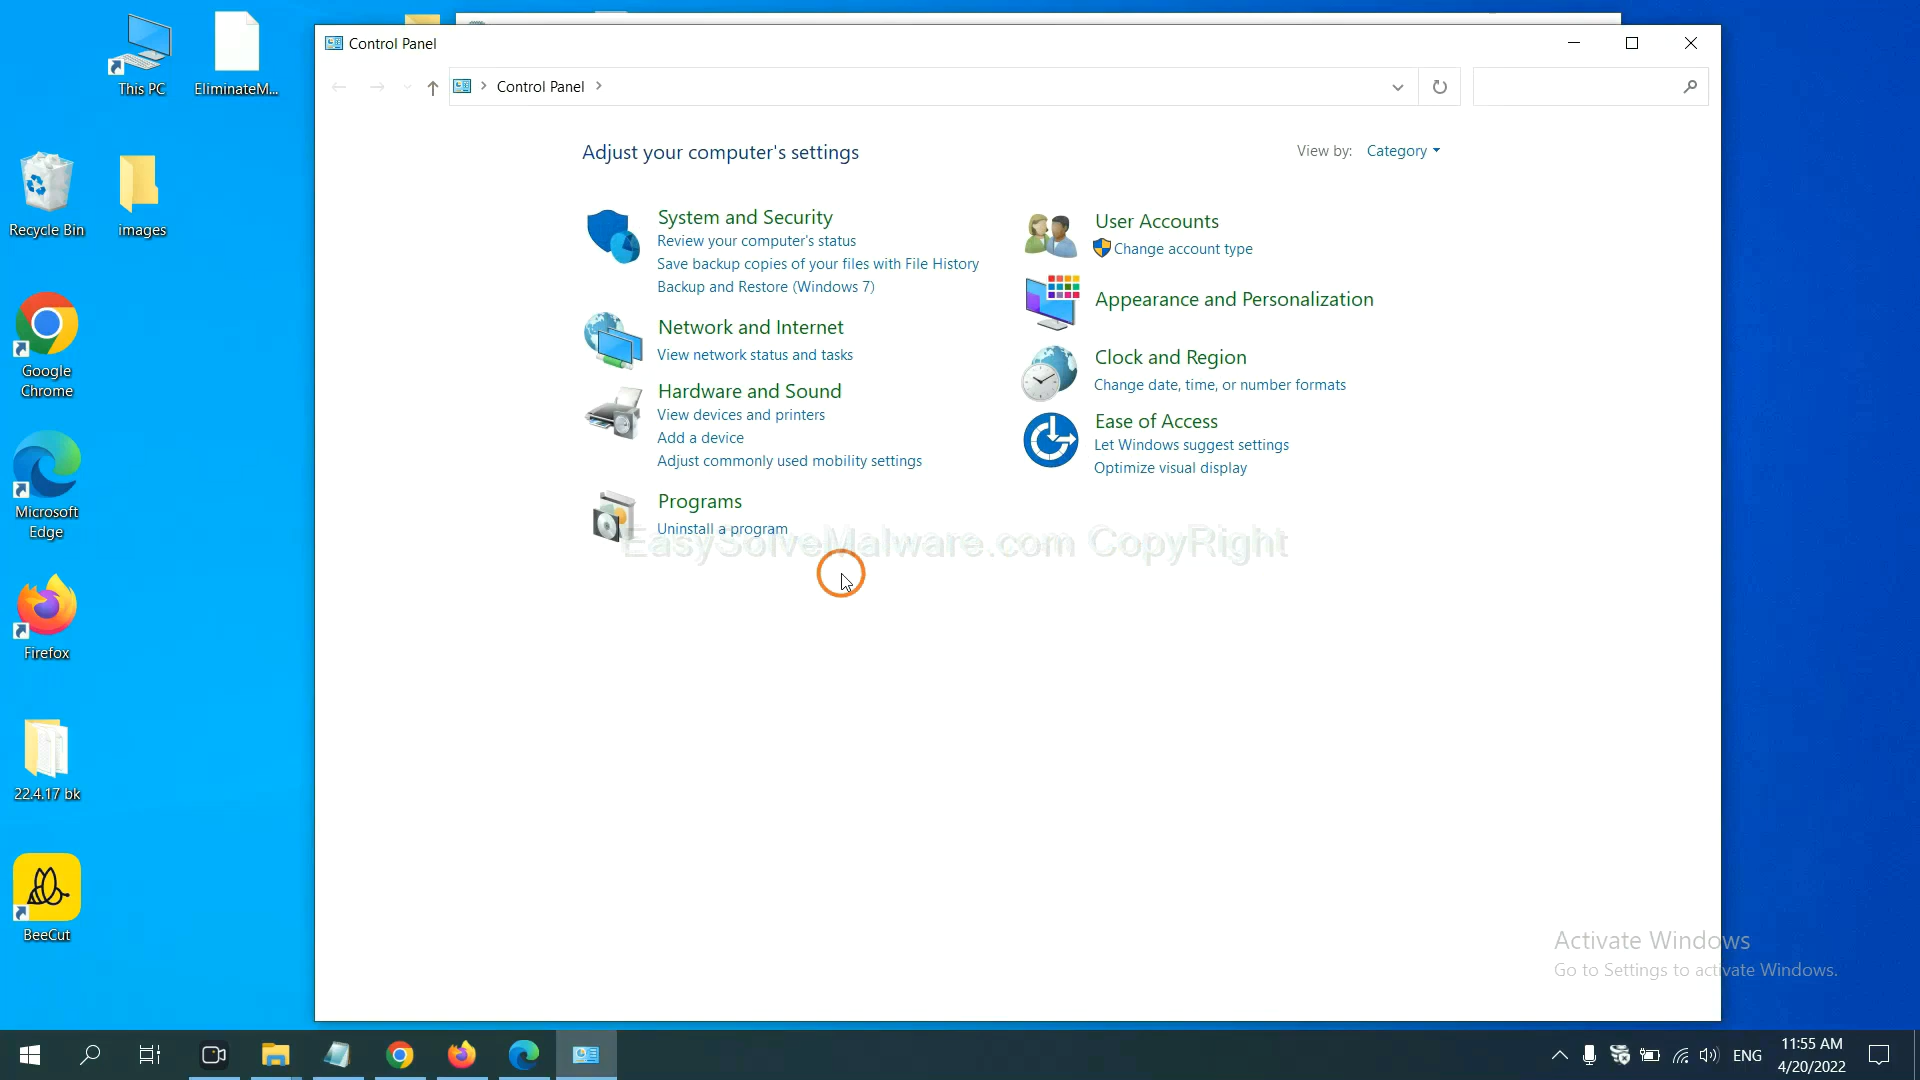 This PC
EliminateM...
Recycle Bin
images
Google
Chrome
Microsoft
Edge
Firefox
22.4.17 bk
BeeCut
Control Panel
Control Panel
Adjust your computer's settings
View by: Category
System and Security
Review your computer's status
Save backup copies of your files with File History
Backup and Restore (Windows 7)
Network and Internet
View network status and tasks
Hardware and Sound
View devices and printers
Add a device
Adjust commonly used mobility settings
Programs
Uninstall a program
User Accounts
Change account type
Appearance and Personalization
Clock and Region
Change date, time, or number formats
Ease of Access
Let Windows suggest settings
Optimize visual display
EasySolveMalware.com CopyRight
Activate Windows
Go to Settings to activate Windows.
ENG
11:55 AM
4/20/2022